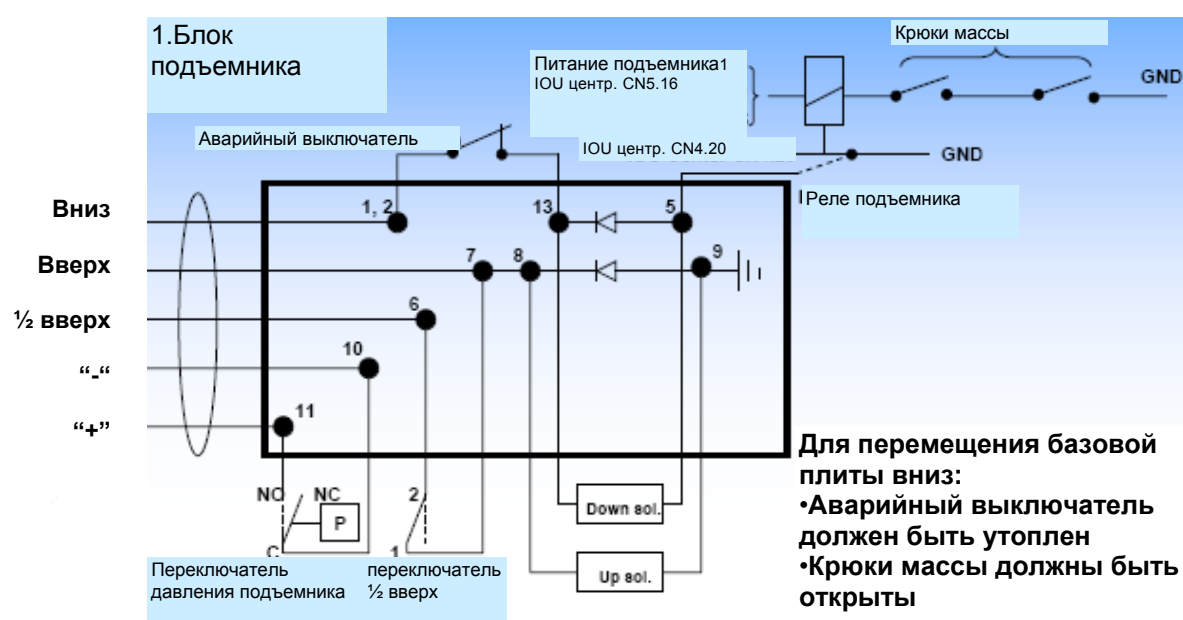 1.Блок
подъемника
Крюки массы
Питание подъемника1
IOU центр. CN5.16
GND
Аварийный выключатель
IOU центр. CN4.20
GND
Реле подъемника
Вниз
1, 2
13
5
Вверх
7
8
9
½ вверх
6
“-“
10
“+”
11
NO
NC
P
C
2
1
Down sol.
Up sol.
Переключатель
давления подъемника
переключатель
½ вверх
Для перемещения базовой
плиты вниз:
•Аварийный выключатель
должен быть утоплен
•Крюки массы должны быть
открыты